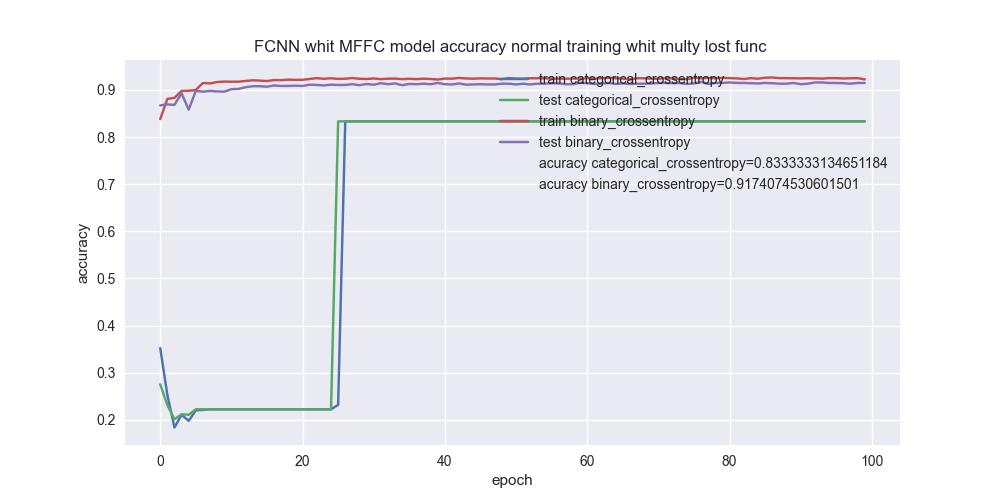 FCNN whit MFFC model accuracy normal training whit multy lost func
train categorical_crossentropy
test categorical_crossentropy
train binary_crossentropy
test binary_crossentropy
acuracy categorical_crossentropy=0.8333333134651184
acuracy binary_crossentropy=0.9174074530601501
0.9
0.8
0.7
0.6
0.5
0.4
0.3
0.2
accuracy
0 20 40 60 80 100
epoch